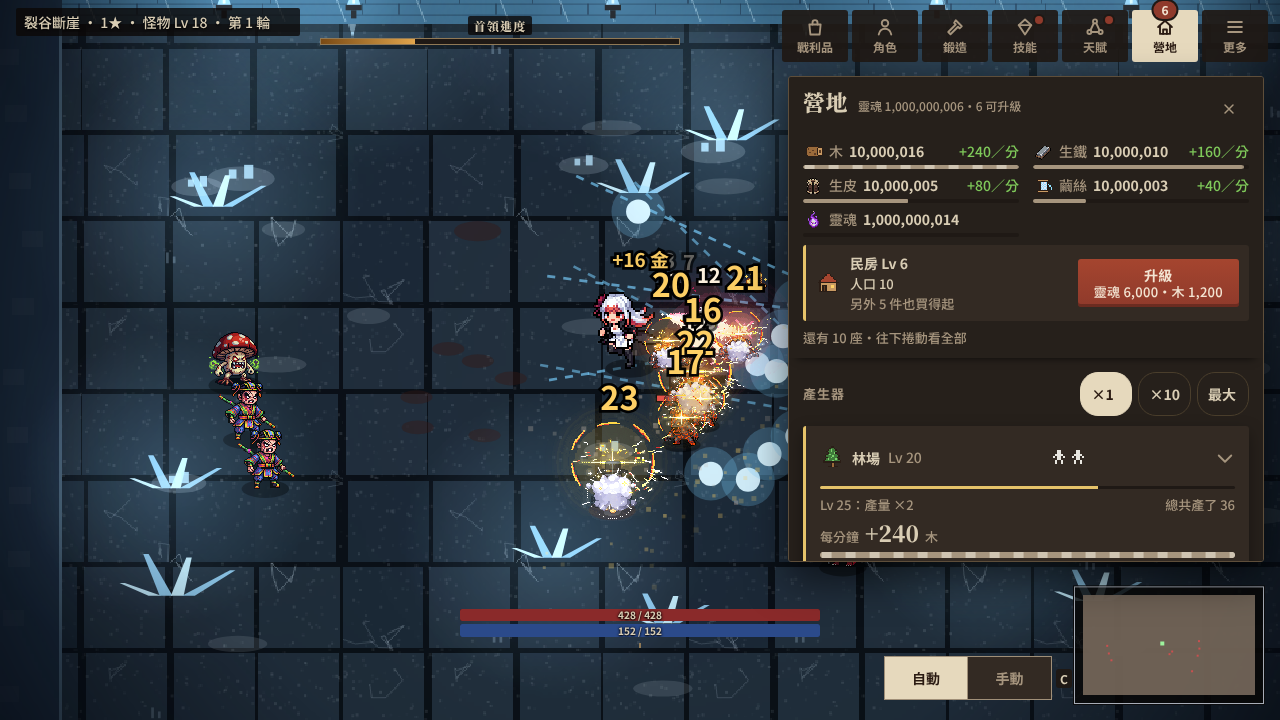 裂谷斷崖・1★・怪物 Lv 18・第 1 輪
首領進度
戰利品
角色
鍛造
技能
天賦
6
營地
更多
營地 靈魂 1,000,000,006・6 可升級 ×
木 10,000,016 +240／分
生鐵 10,000,010 +160／分
生皮 10,000,005 +80／分
繭絲 10,000,003 +40／分
靈魂 1,000,000,014
民房 Lv 6
人口 10
另外 5 件也買得起
升級
靈魂 6,000・木 1,200
還有 10 座・往下捲動看全部
產生器
×1
×10
最大
林場 Lv 20
Lv 25：產量 ×2
總共產了 36
每分鐘 +240 木
+16 金
7
20
12
21
16
22
17
23
428 / 428
152 / 152
自動
手動
C